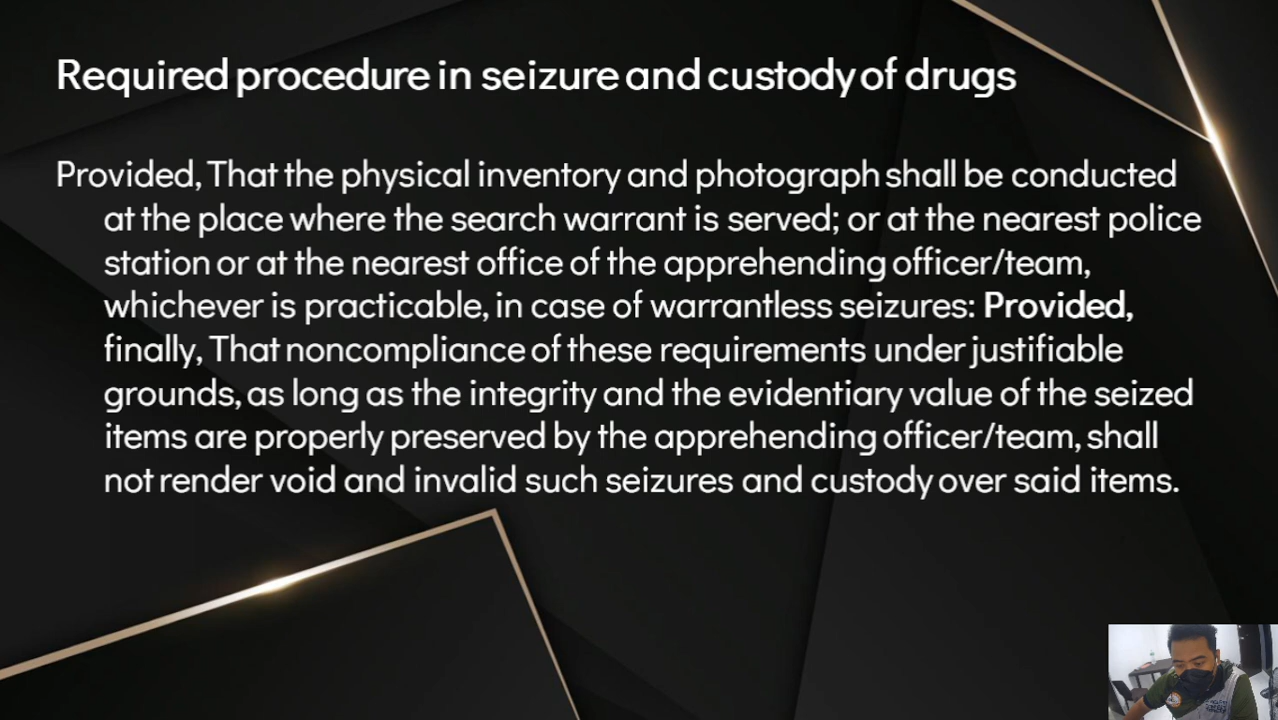 Required procedure in seizure and custody of drugs
Provided, That the physical inventory and photograph shall be conducted
at the place where the search warrant is served; or at the nearest police
station or at the nearest office of the apprehending officer/team,
whichever is practicable, in case of warrantless seizures: Provided,
finally, That noncompliance of these requirements under justifiable
grounds, as long as the integrity and the evidentiary value of the seized
items are properly preserved by the apprehending officer/team, shall
not render void and invalid such seizures and custody over said items.